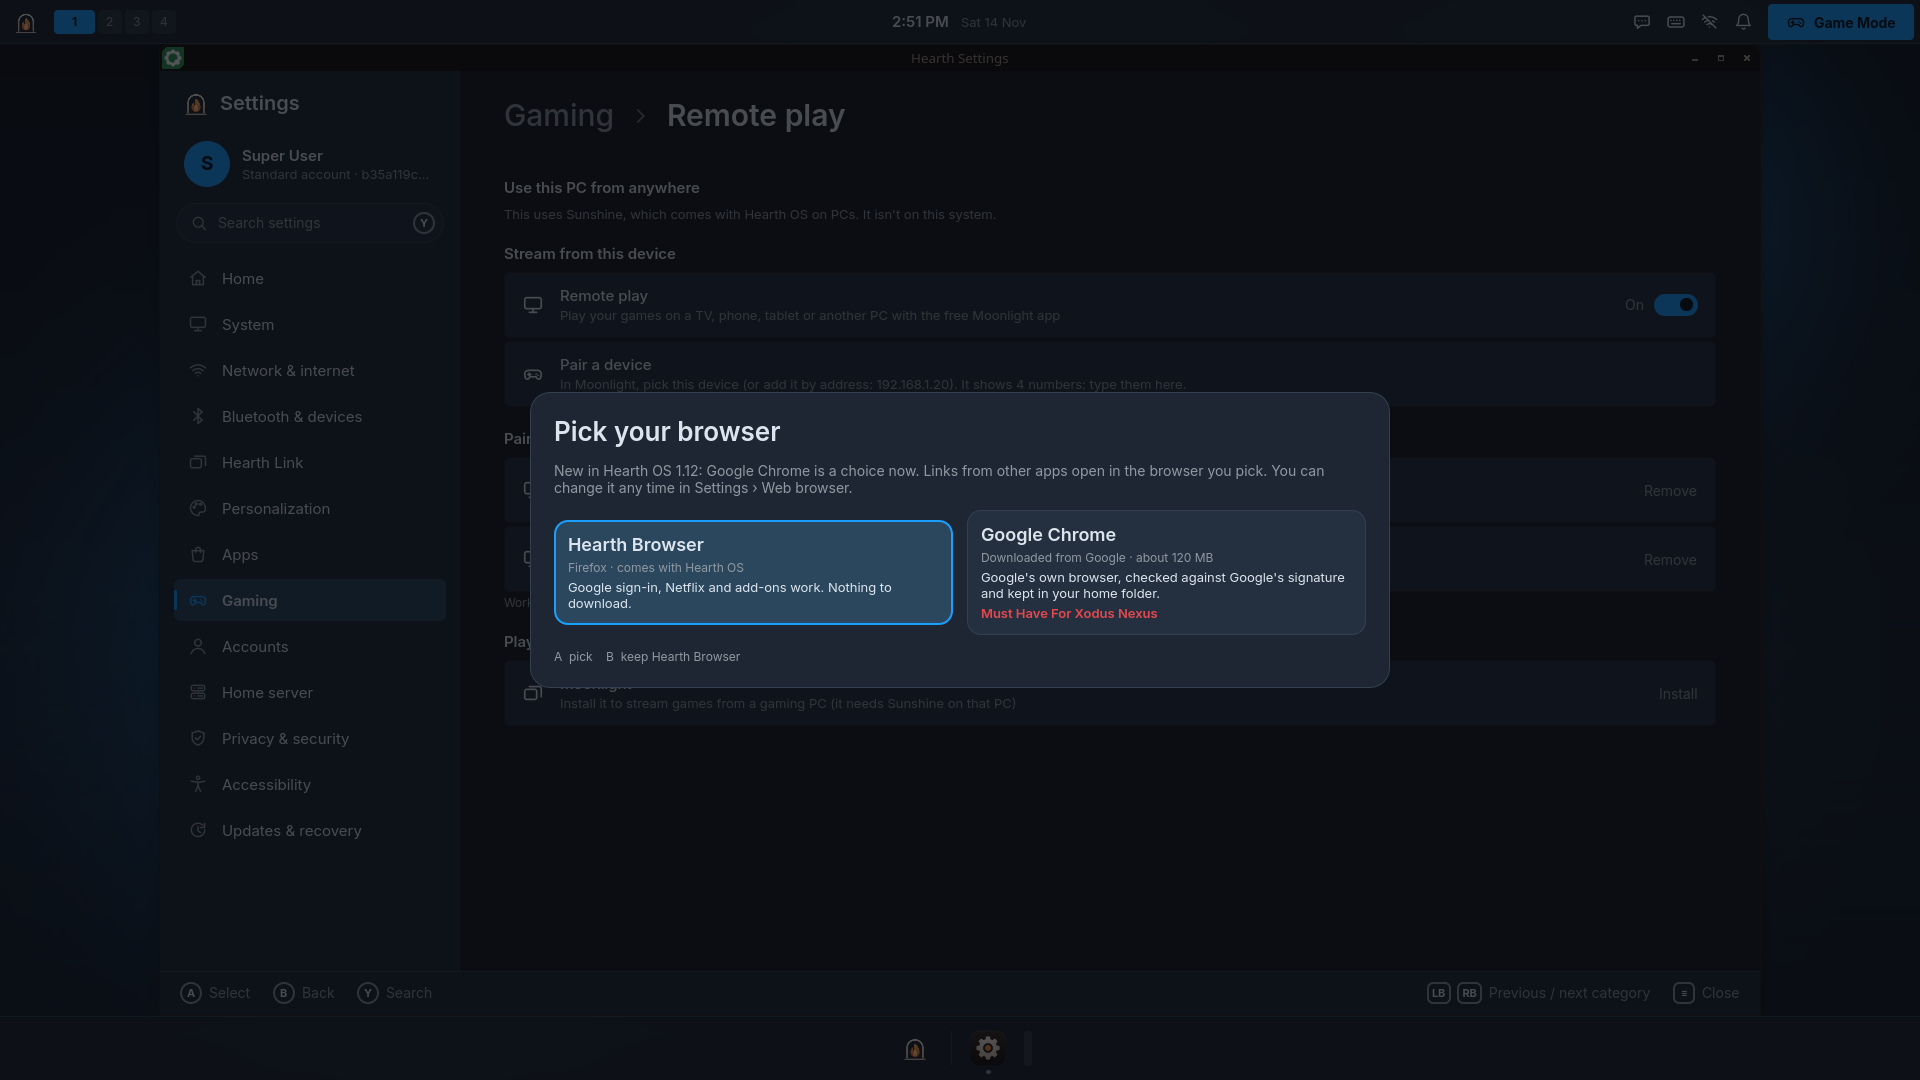 1 2 3 4
2:51 PM Sat 14 Nov
Game Mode
Hearth Settings
Settings
S
Super User
Standard account · b35a119c...
Search settings Y
Home
System
Network & internet
Bluetooth & devices
Hearth Link
Personalization
Apps
Gaming
Accounts
Home server
Privacy & security
Accessibility
Updates & recovery
Gaming > Remote play
Use this PC from anywhere
This uses Sunshine, which comes with Hearth OS on PCs. It isn't on this system.
Stream from this device
Remote play
Play your games on a TV, phone, tablet or another PC with the free Moonlight app
On
Pair a device
In Moonlight, pick this device (or add it by address: 192.168.1.20). It shows 4 numbers: type them here.
Remove
Remove
Pick your browser
New in Hearth OS 1.12: Google Chrome is a choice now. Links from other apps open in the browser you pick. You can
change it any time in Settings › Web browser.
Hearth Browser
Firefox · comes with Hearth OS
Google sign-in, Netflix and add-ons work. Nothing to
download.
Google Chrome
Downloaded from Google · about 120 MB
Google's own browser, checked against Google's signature
and kept in your home folder.
Must Have For Xodus Nexus
A pick B keep Hearth Browser
Install it to stream games from a gaming PC (it needs Sunshine on that PC)
Install
A Select B Back Y Search
LB RB Previous / next category ≡ Close